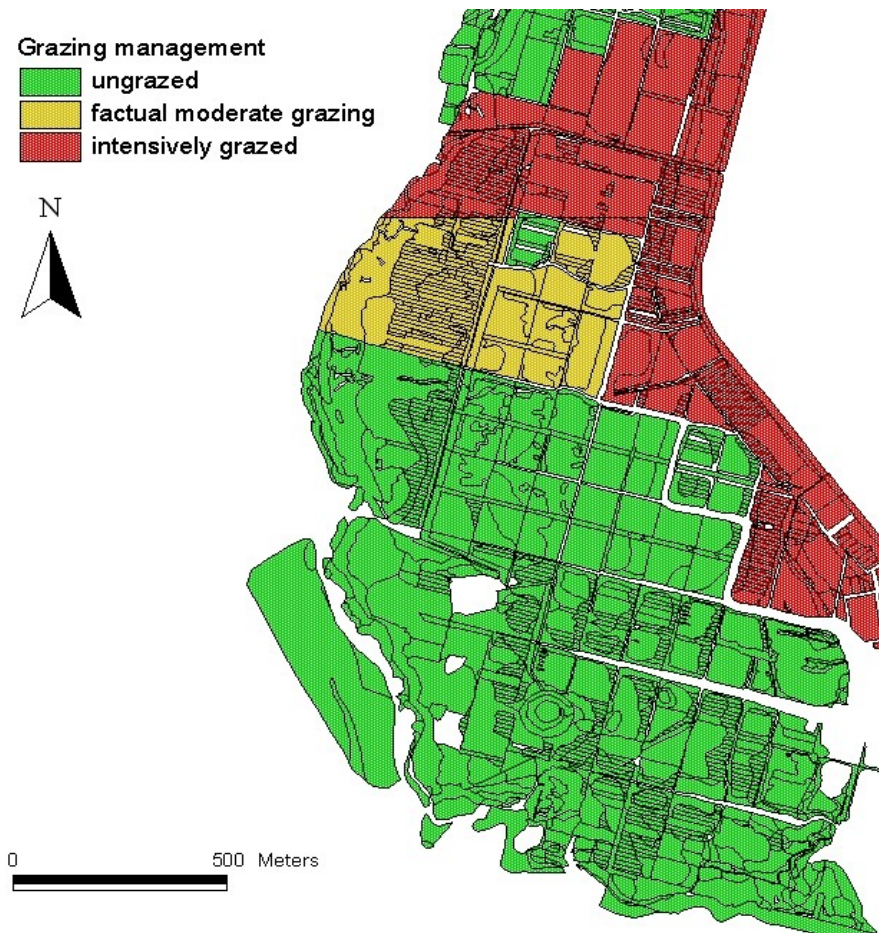 Grazing management
ungrazed
factual moderate grazing
intensively grazed
N
0 500 Meters